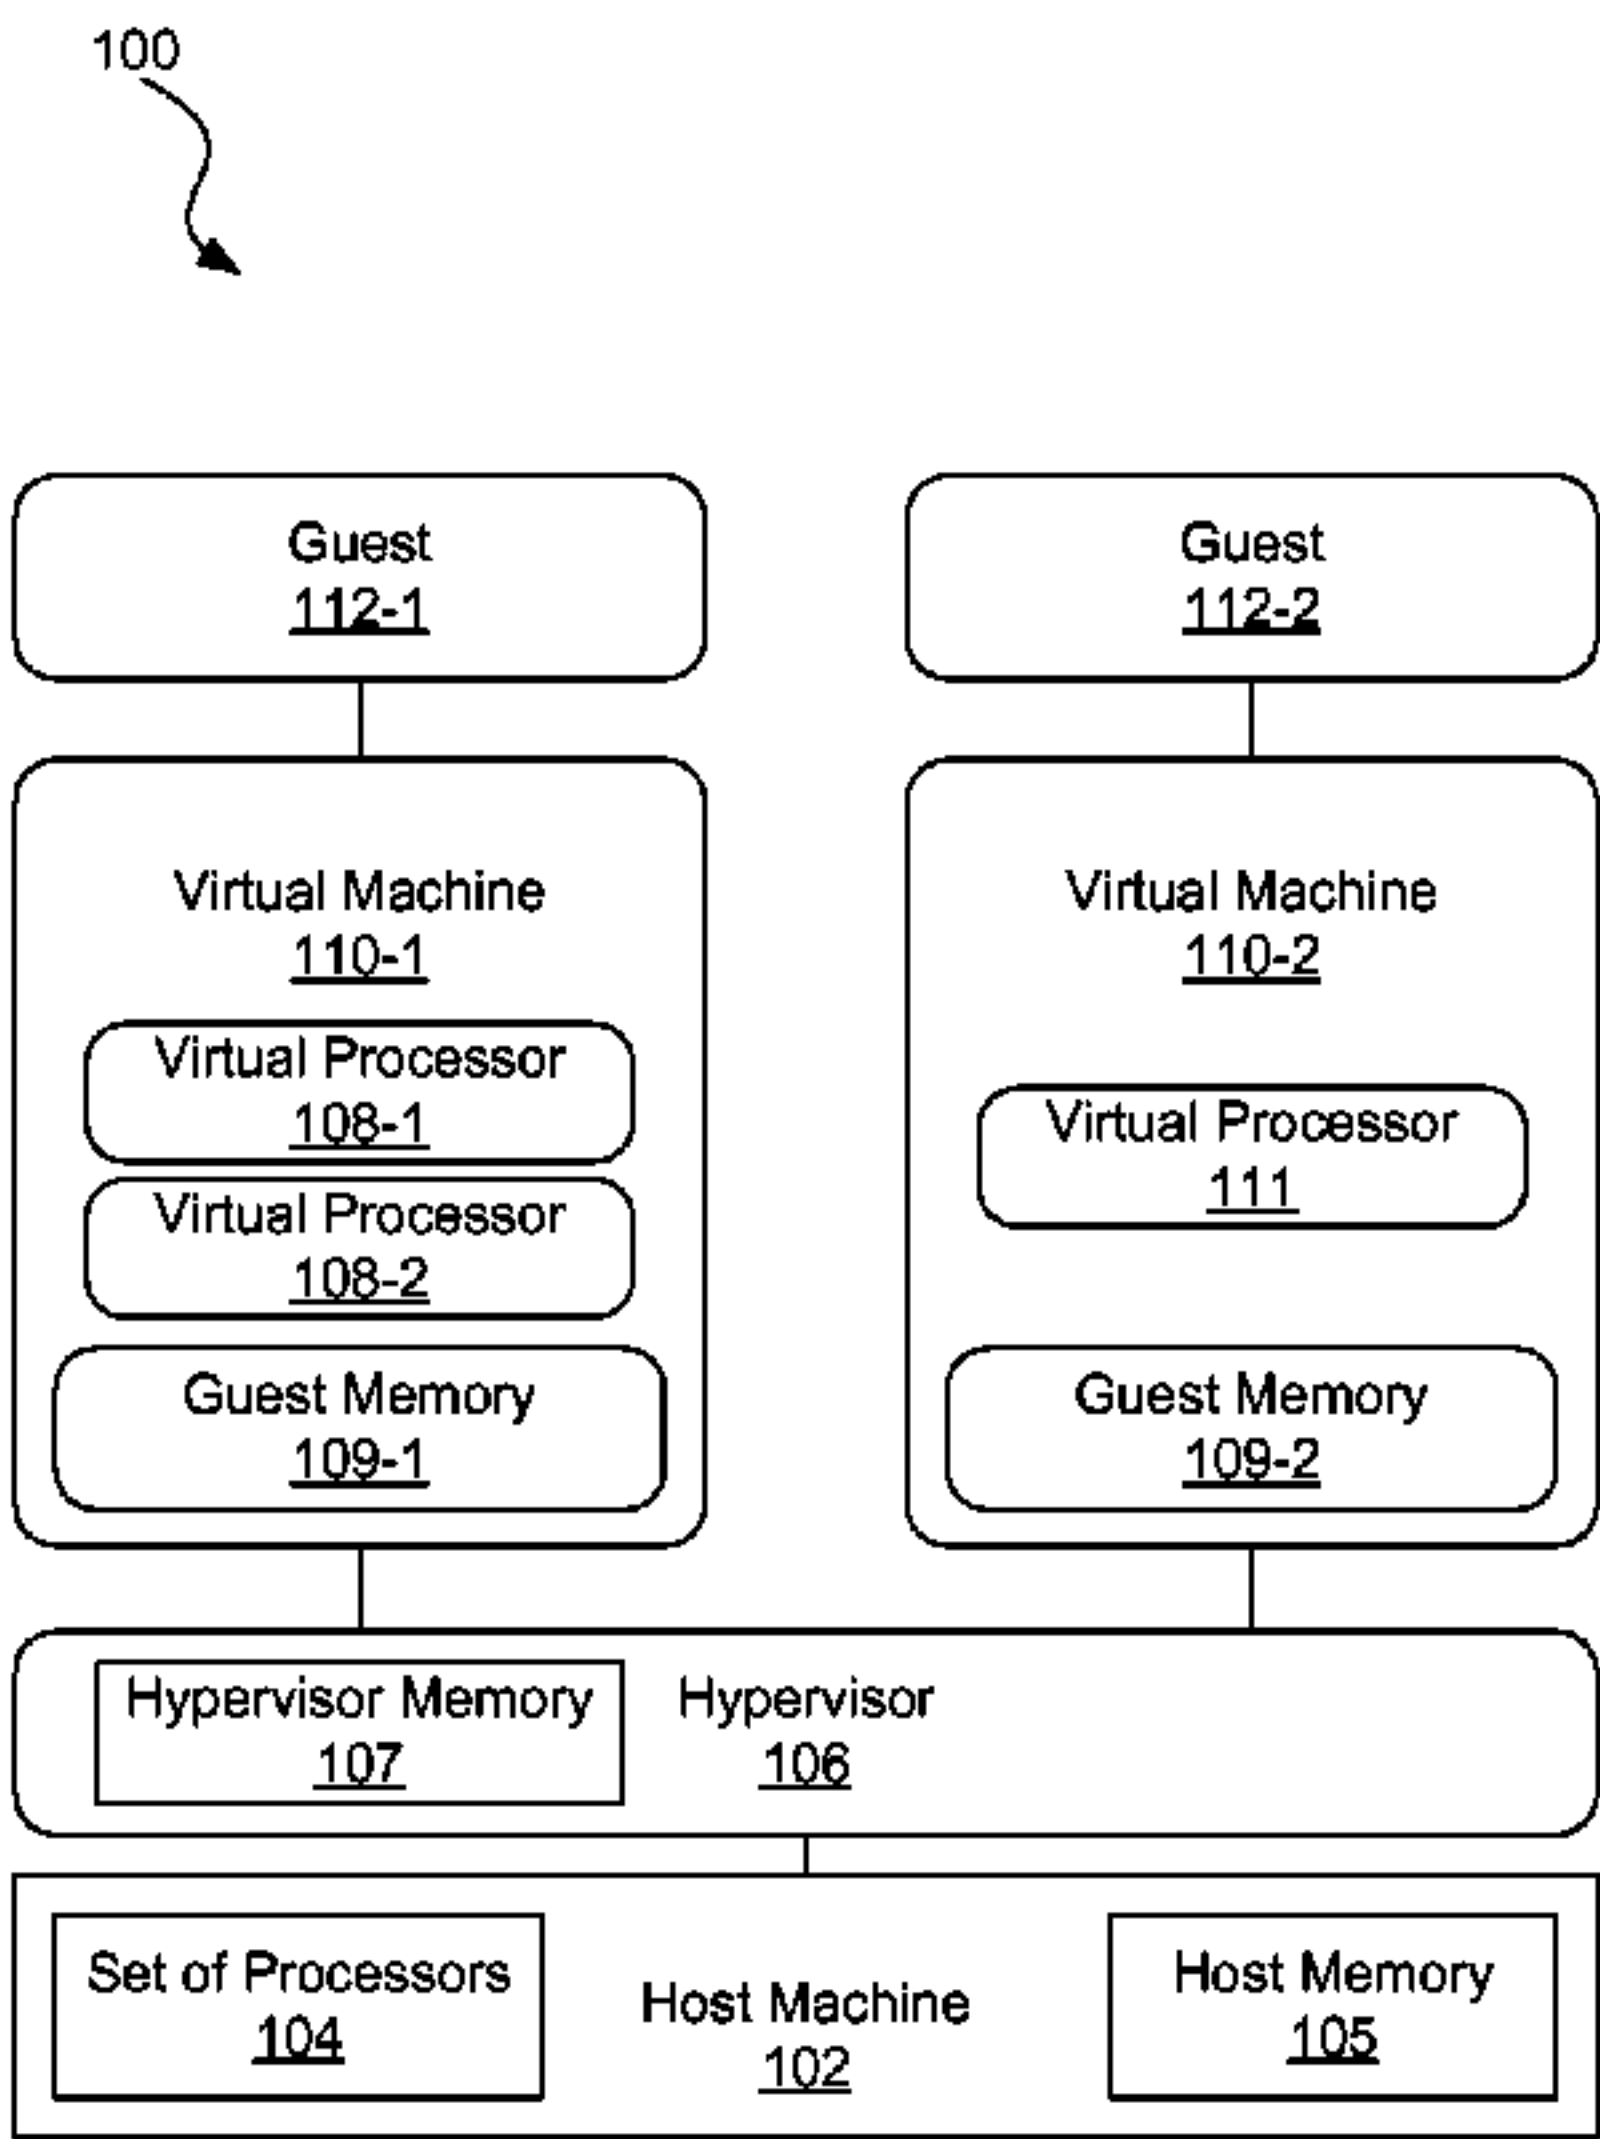 100
Guest
112-1
Guest
112-2
Virtual Machine
110-1
Virtual Processor
108-1
Virtual Processor
108-2
Guest Memory
109-1
Virtual Machine
110-2
Virtual Processor
111
Guest Memory
109-2
Hypervisor Memory
107
Hypervisor
106
Set of Processors
104
Host Machine
102
Host Memory
105